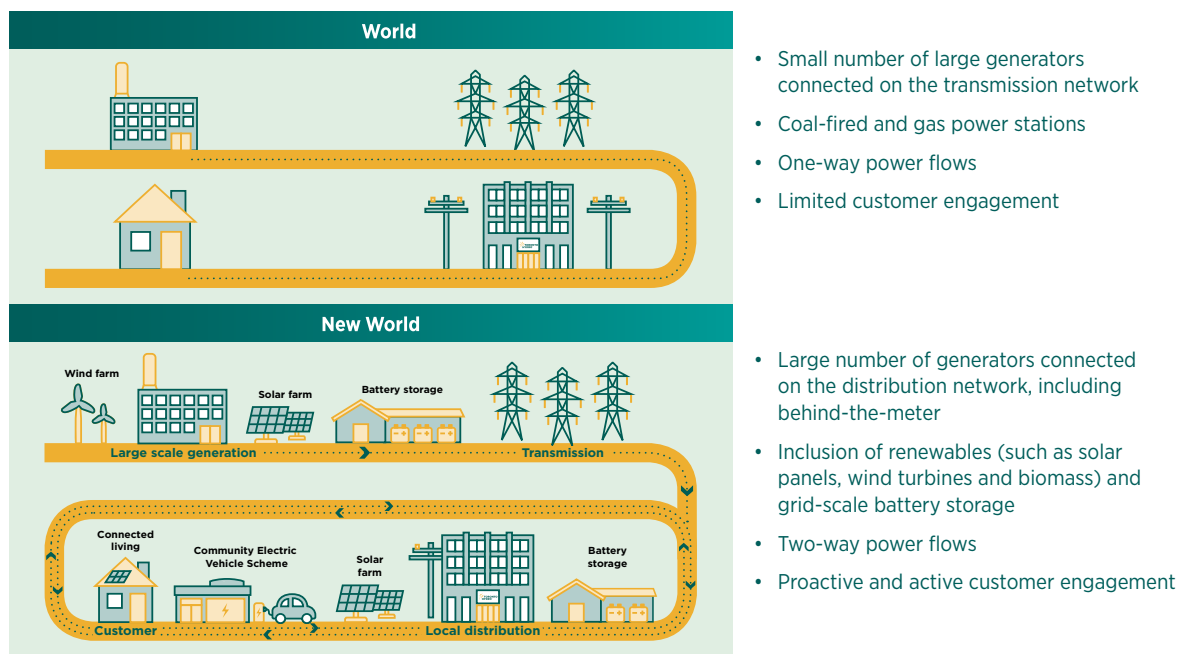 World
• Small number of large generators
connected on the transmission network
• Coal-fired and gas power stations
• One-way power flows
• Limited customer engagement
New World
Wind farm
Solar farm
Battery storage
Large scale generation
Transmission
Connected
living
Community Electric
Vehicle Scheme
Solar
farm
Battery
storage
Customer
Local distribution
• Large number of generators connected
on the distribution network, including
behind-the-meter
• Inclusion of renewables (such as solar
panels, wind turbines and biomass) and
grid-scale battery storage
• Two-way power flows
• Proactive and active customer engagement